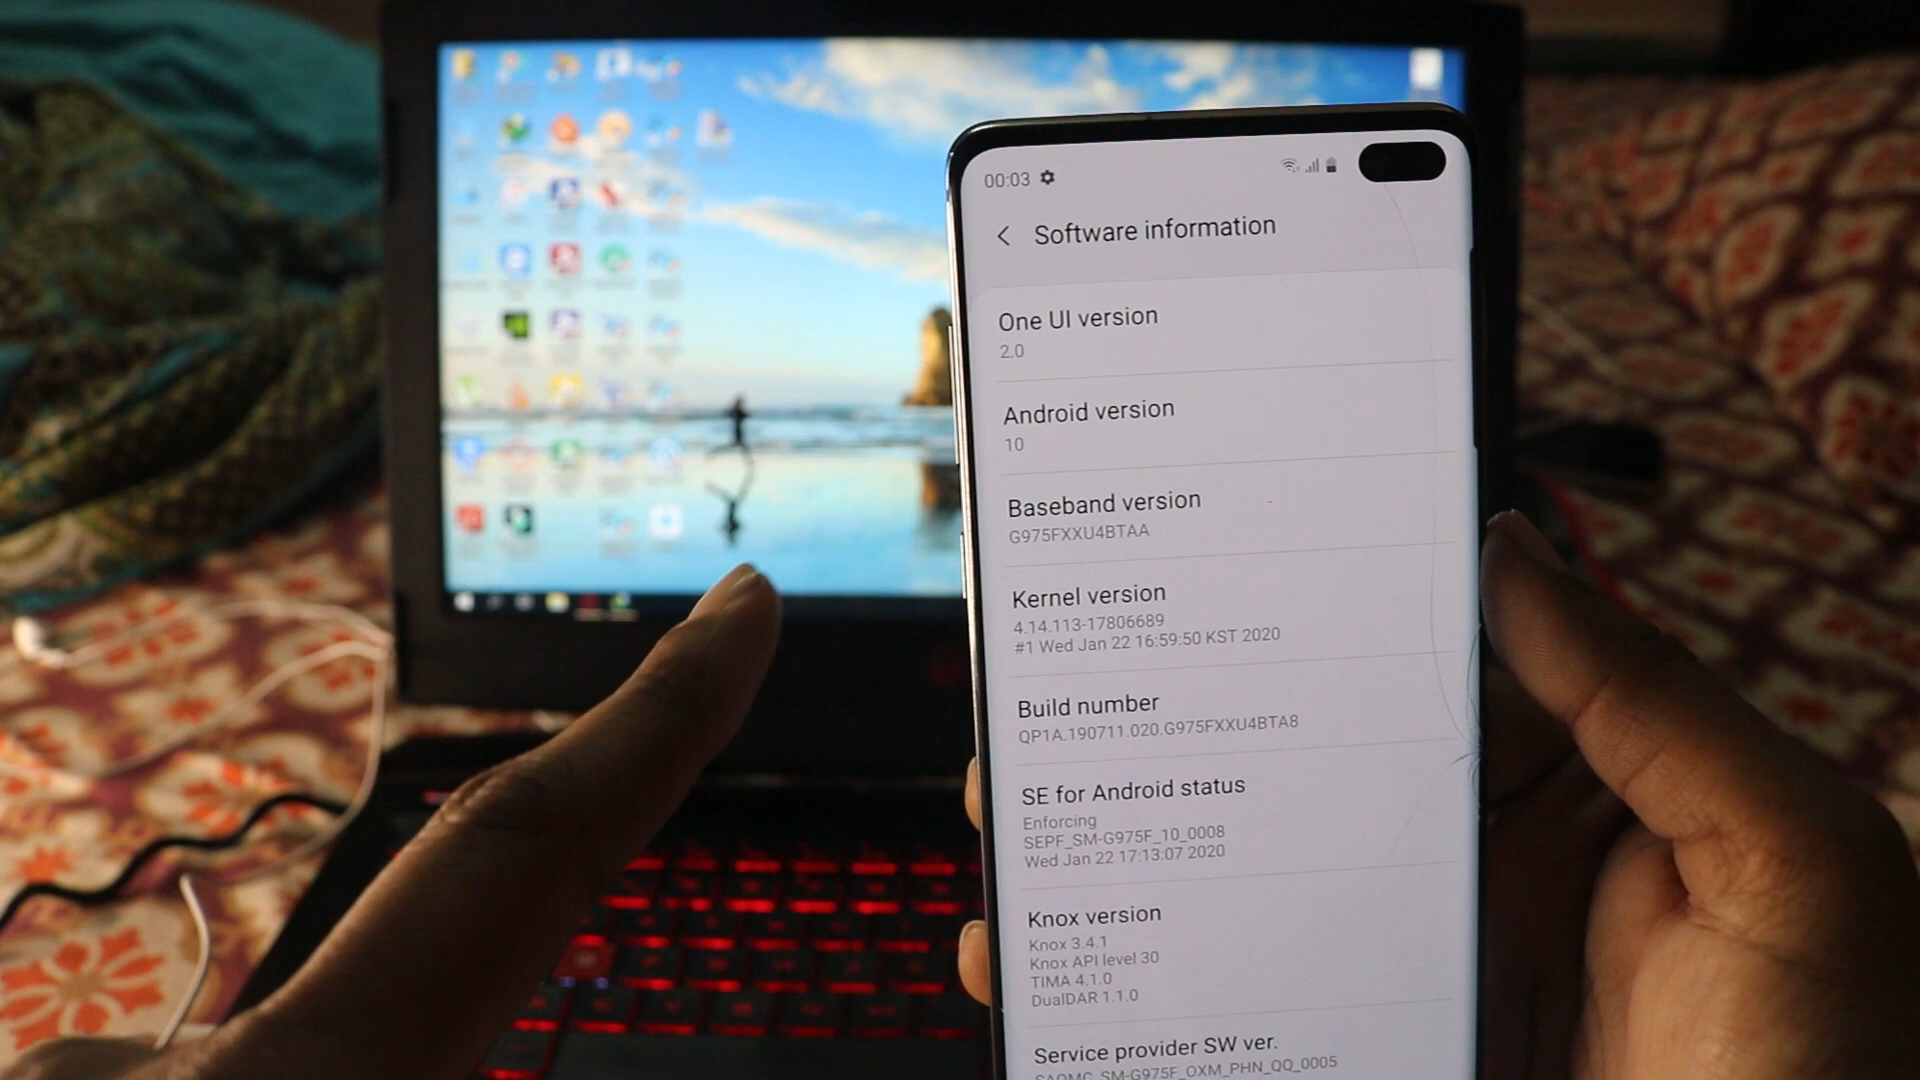 00:03
Software information
One UI version
2.0
Android version
10
Baseband version
G975FXXU4BTAA
Kernel version
4.14.113-17806689
#1 Wed Jan 22 16:59:50 KST 2020
Build number
QP1A.190711.020.G975FXXU4BTA8
SE for Android status
Enforcing
SEPF_SM-G975F_10_0008
Wed Jan 22 17:13:07 2020
Knox version
Knox 3.4.1
Knox API level 30
TIMA 4.1.0
DualDAR 1.1.0
Service provider SW ver.
SAOMC_SM-G975F_OXM_PHN_QQ_0005